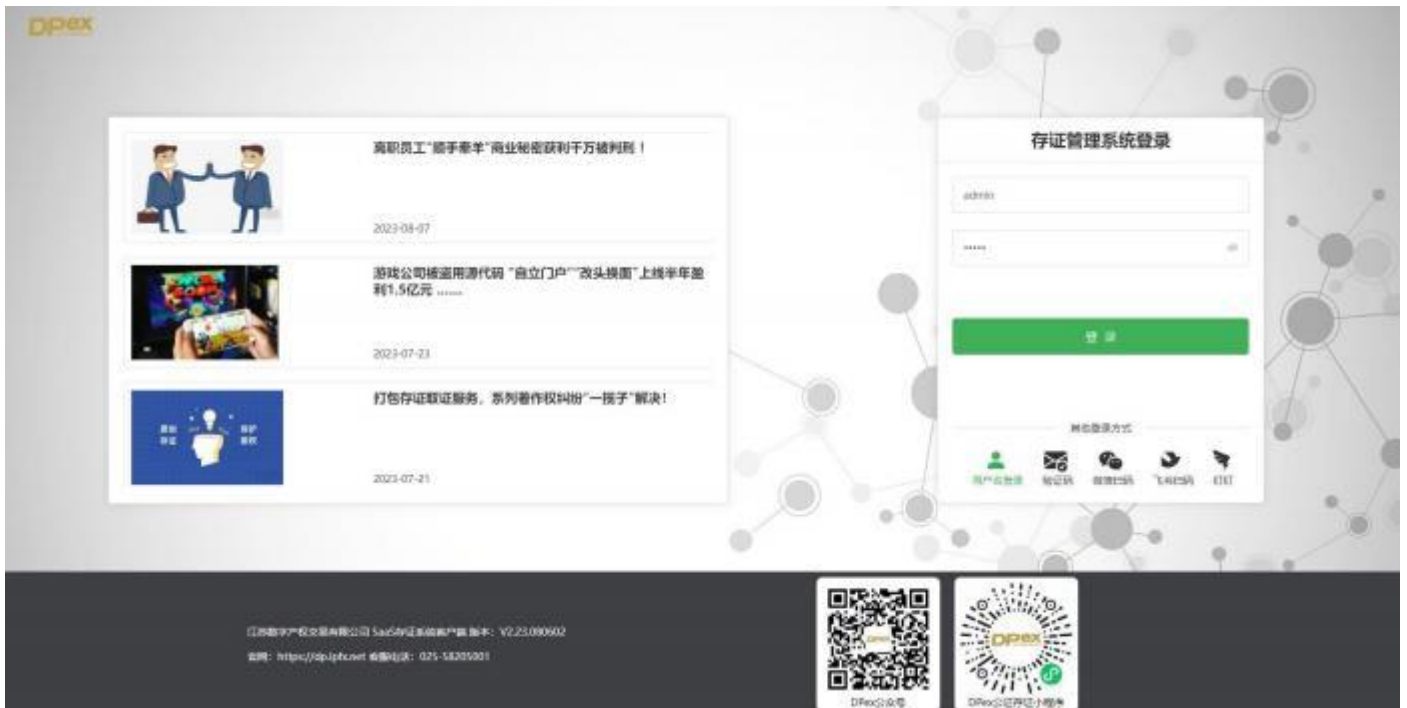 DPex
离职员工"顺手牵羊"商业秘密获利千万被判刑！
2023-08-07
游戏公司被盗用源代码 "自立门户""改头换面"上线半年盈
利1.5亿元 .......
2023-07-23
打包存证取证服务，系列著作权纠纷"一揽子"解决！
2023-07-21
存证管理系统登录
admin
•••••
登 录
其他登录方式
用户名登录 验证码 微信扫码 飞书扫码 钉钉
江苏数字产权交易有限公司 SaaS存证系统客户端 版本：V2.23.090602
官网： 客服电话：025-58205001
DPex
DPex
DPex公众号
DPex公证存证小程序